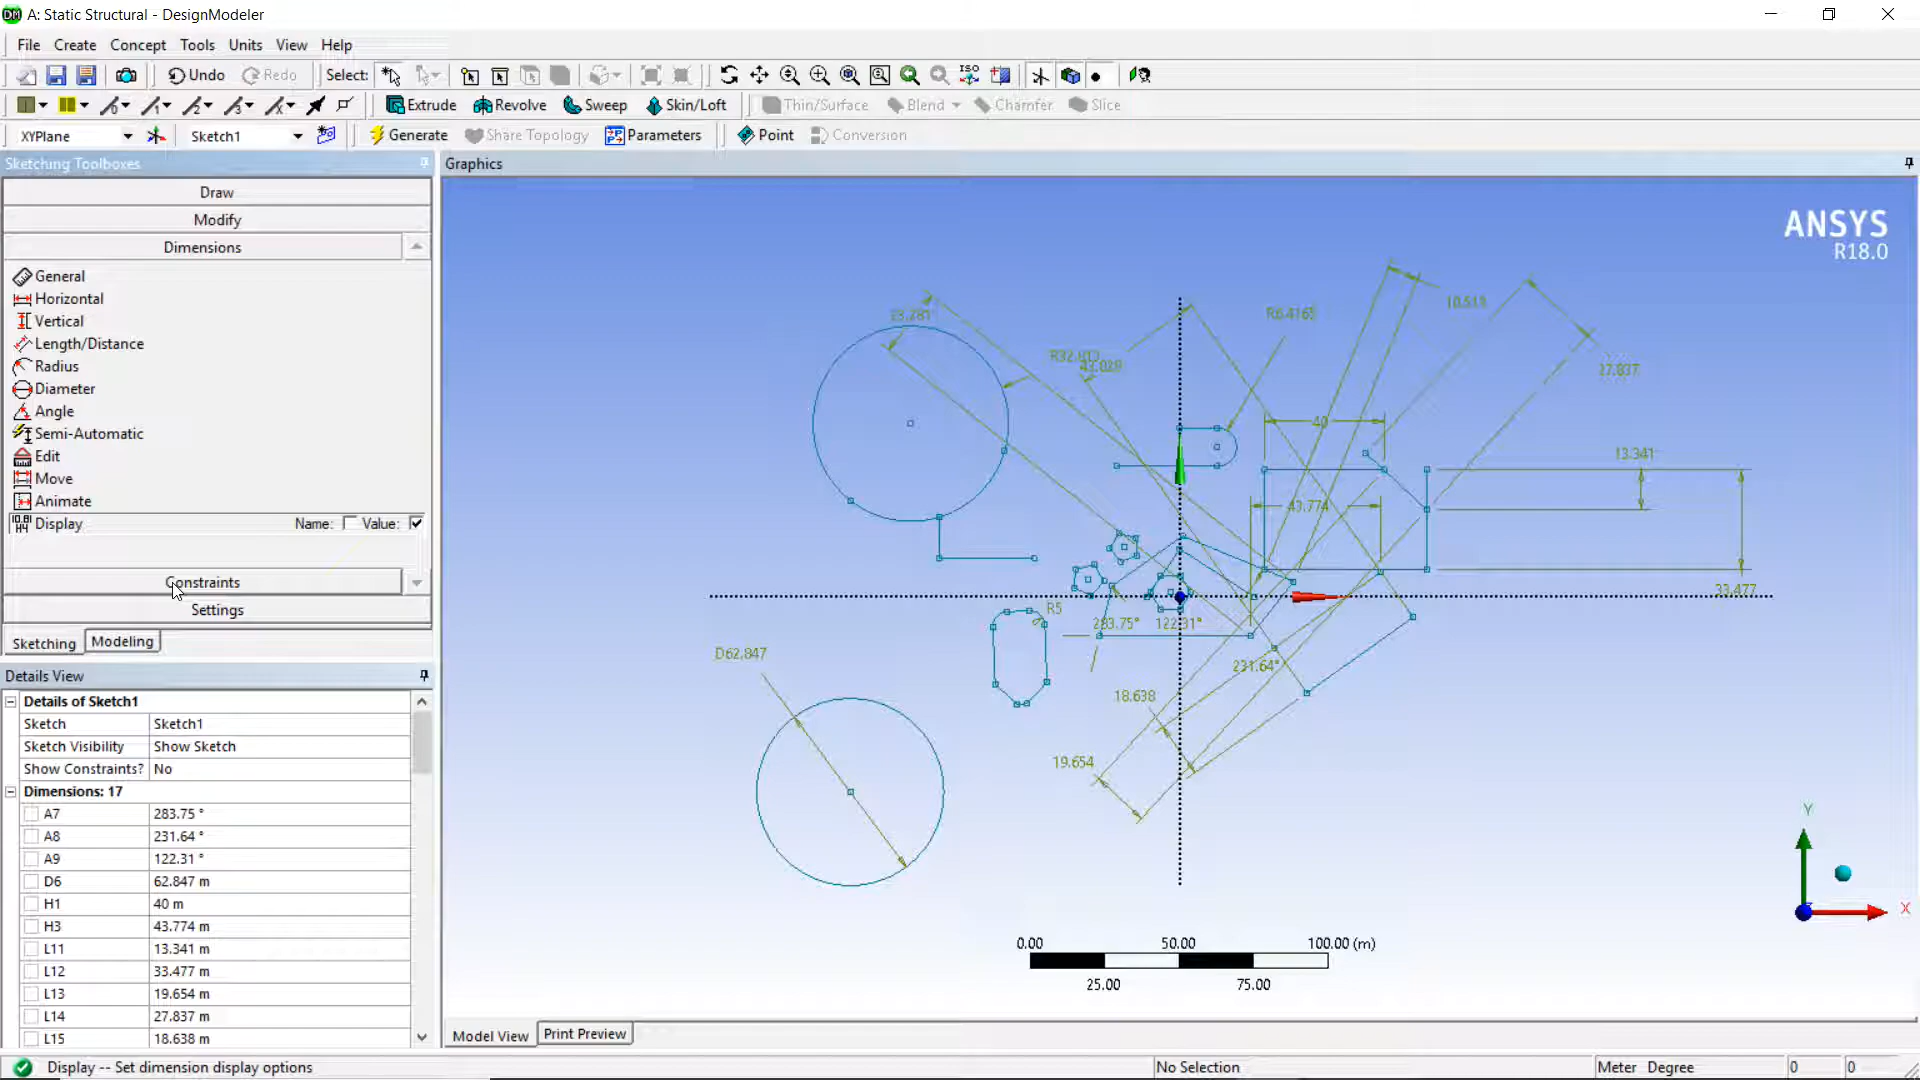 A: Static Structural - DesignModeler
File Create Concept Tools Units View Help
Undo Redo Select:
Extrude Revolve Sweep Skin/Loft Thin/Surface Blend Chamfer Slice
XYPlane Sketch1 Generate Share Topology Parameters Point Conversion
Sketching Toolboxes
Draw
Modify
Dimensions
General
Horizontal
Vertical
Length/Distance
Radius
Diameter
Angle
Semi-Automatic
Edit
Move
Animate
Display Name: Value:
Constraints
Settings
Sketching Modeling
Details View
Details of Sketch1
Sketch Sketch1
Sketch Visibility Show Sketch
Show Constraints? No
Dimensions: 17
A7 283.75 °
A8 231.64 °
A9 122.31 °
D6 62.847 m
H1 40 m
H3 43.774 m
L11 13.341 m
L12 33.477 m
L13 19.654 m
L14 27.837 m
L15 18.638 m
Graphics
ANSYS
R18.0
R6.4165
40
13.341
43.774
33.477
R5
283.75° 122.31°
231.64°
D62.847
18.638
19.654
27.837
Y
X
0.00 50.00 100.00 (m)
25.00 75.00
Model View Print Preview
Display -- Set dimension display options
No Selection
Meter Degree 0 0